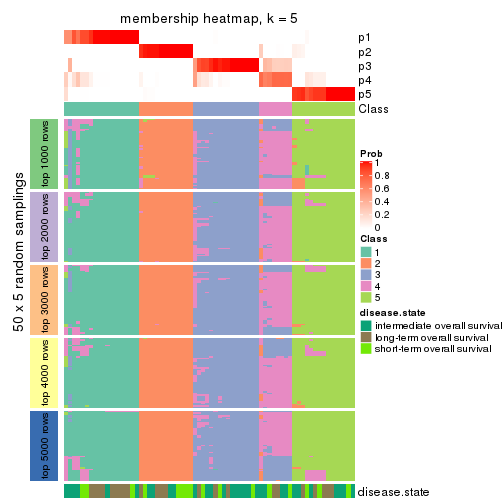 membership heatmap, k = 5
p1
p2
p3
p4
p5
Class
50 x 5 random samplings
top 1000 rows
top 2000 rows
top 3000 rows
top 4000 rows
top 5000 rows
Prob
1
0.8
0.6
0.4
0.2
0
Class
1
2
3
4
5
disease.state
intermediate overall survival
long-term overall survival
short-term overall survival
disease.state